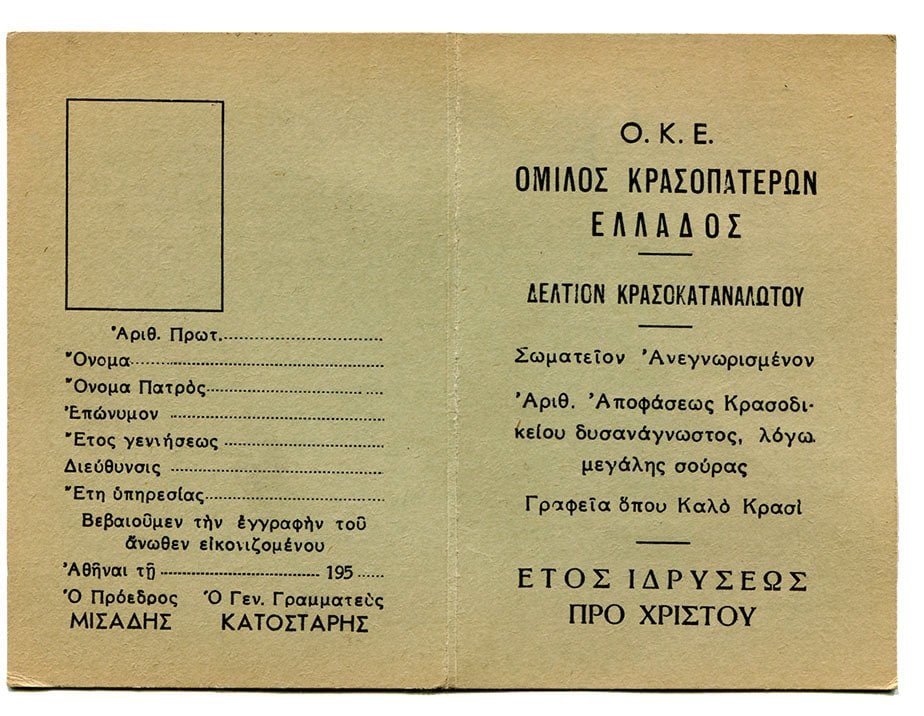 Ἀριθ. Πρωτ.
Ὄνομα
Ὄνομα Πατρὸς
Ἐπώνυμον
Ἔτος γεννήσεως
Διεύθυνσις
Ἔτη ὑπηρεσίας
Βεβαιοῦμεν τὴν ἐγγραφὴν τοῦ
ἄνωθεν εἰκονιζομένου
Ἀθῆναι τῇ 195
Ὁ Πρόεδρος Ὁ Γεν. Γραμματεὺς
ΜΙΣΑΔΗΣ ΚΑΤΟΣΤΑΡΗΣ
Ο. Κ. Ε.
ΟΜΙΛΟΣ ΚΡΑΣΟΠΑΤΕΡΩΝ
ΕΛΛΑΔΟΣ
ΔΕΛΤΙΟΝ ΚΡΑΣΟΚΑΤΑΝΑΛΩΤΟΥ
Σωματεῖον Ἀνεγνωρισμένον
Ἀριθ. Ἀποφάσεως Κρασοδι-
κείου δυσανάγνωστος, λόγω
μεγάλης σούρας
Γραφεῖα ὅπου Καλὸ Κρασὶ
ΕΤΟΣ ΙΔΡΥΣΕΩΣ
ΠΡΟ ΧΡΙΣΤΟΥ